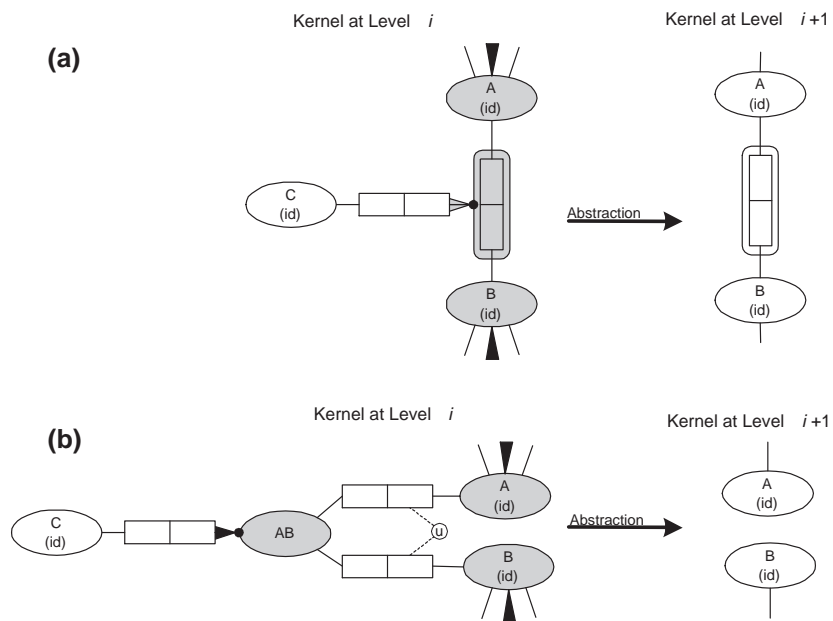 Kernel at Level i
Kernel at Level i+1
(a)
A
(id)
A
(id)
C
(id)
Abstraction
B
(id)
B
(id)
Kernel at Level i
Kernel at Level i+1
(b)
A
(id)
A
(id)
C
(id)
AB
u
Abstraction
B
(id)
B
(id)